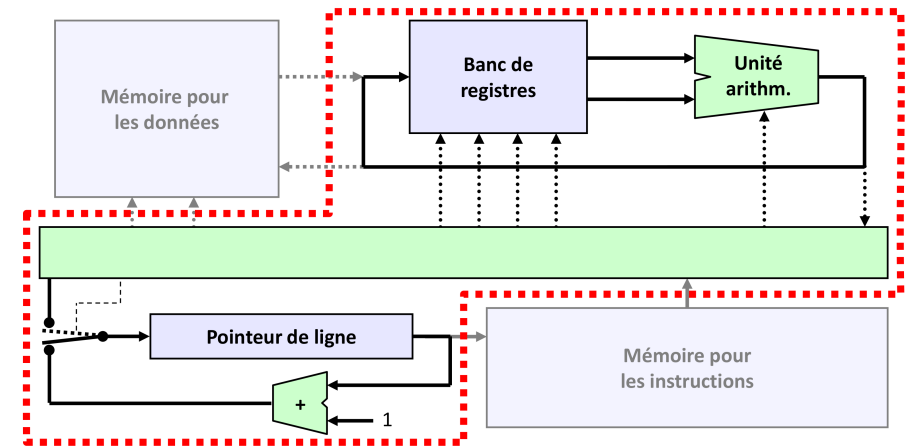 Mémoire pour
les données
Banc de
registres
Unité
arithm.
Pointeur de ligne
+
1
Mémoire pour
les instructions